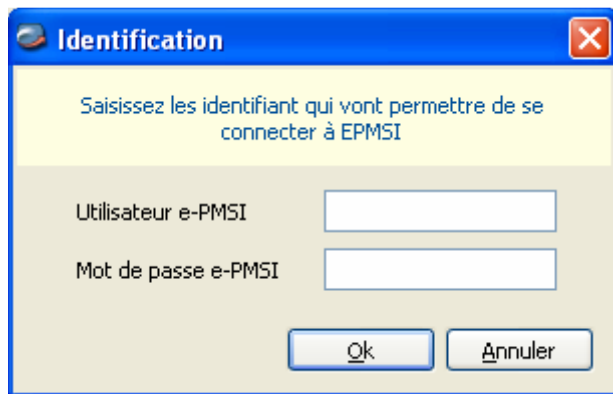 Identification
Saisissez les identifiant qui vont permettre de se
connecter à EPMSI
Utilisateur e-PMSI
Mot de passe e-PMSI
Ok
Annuler